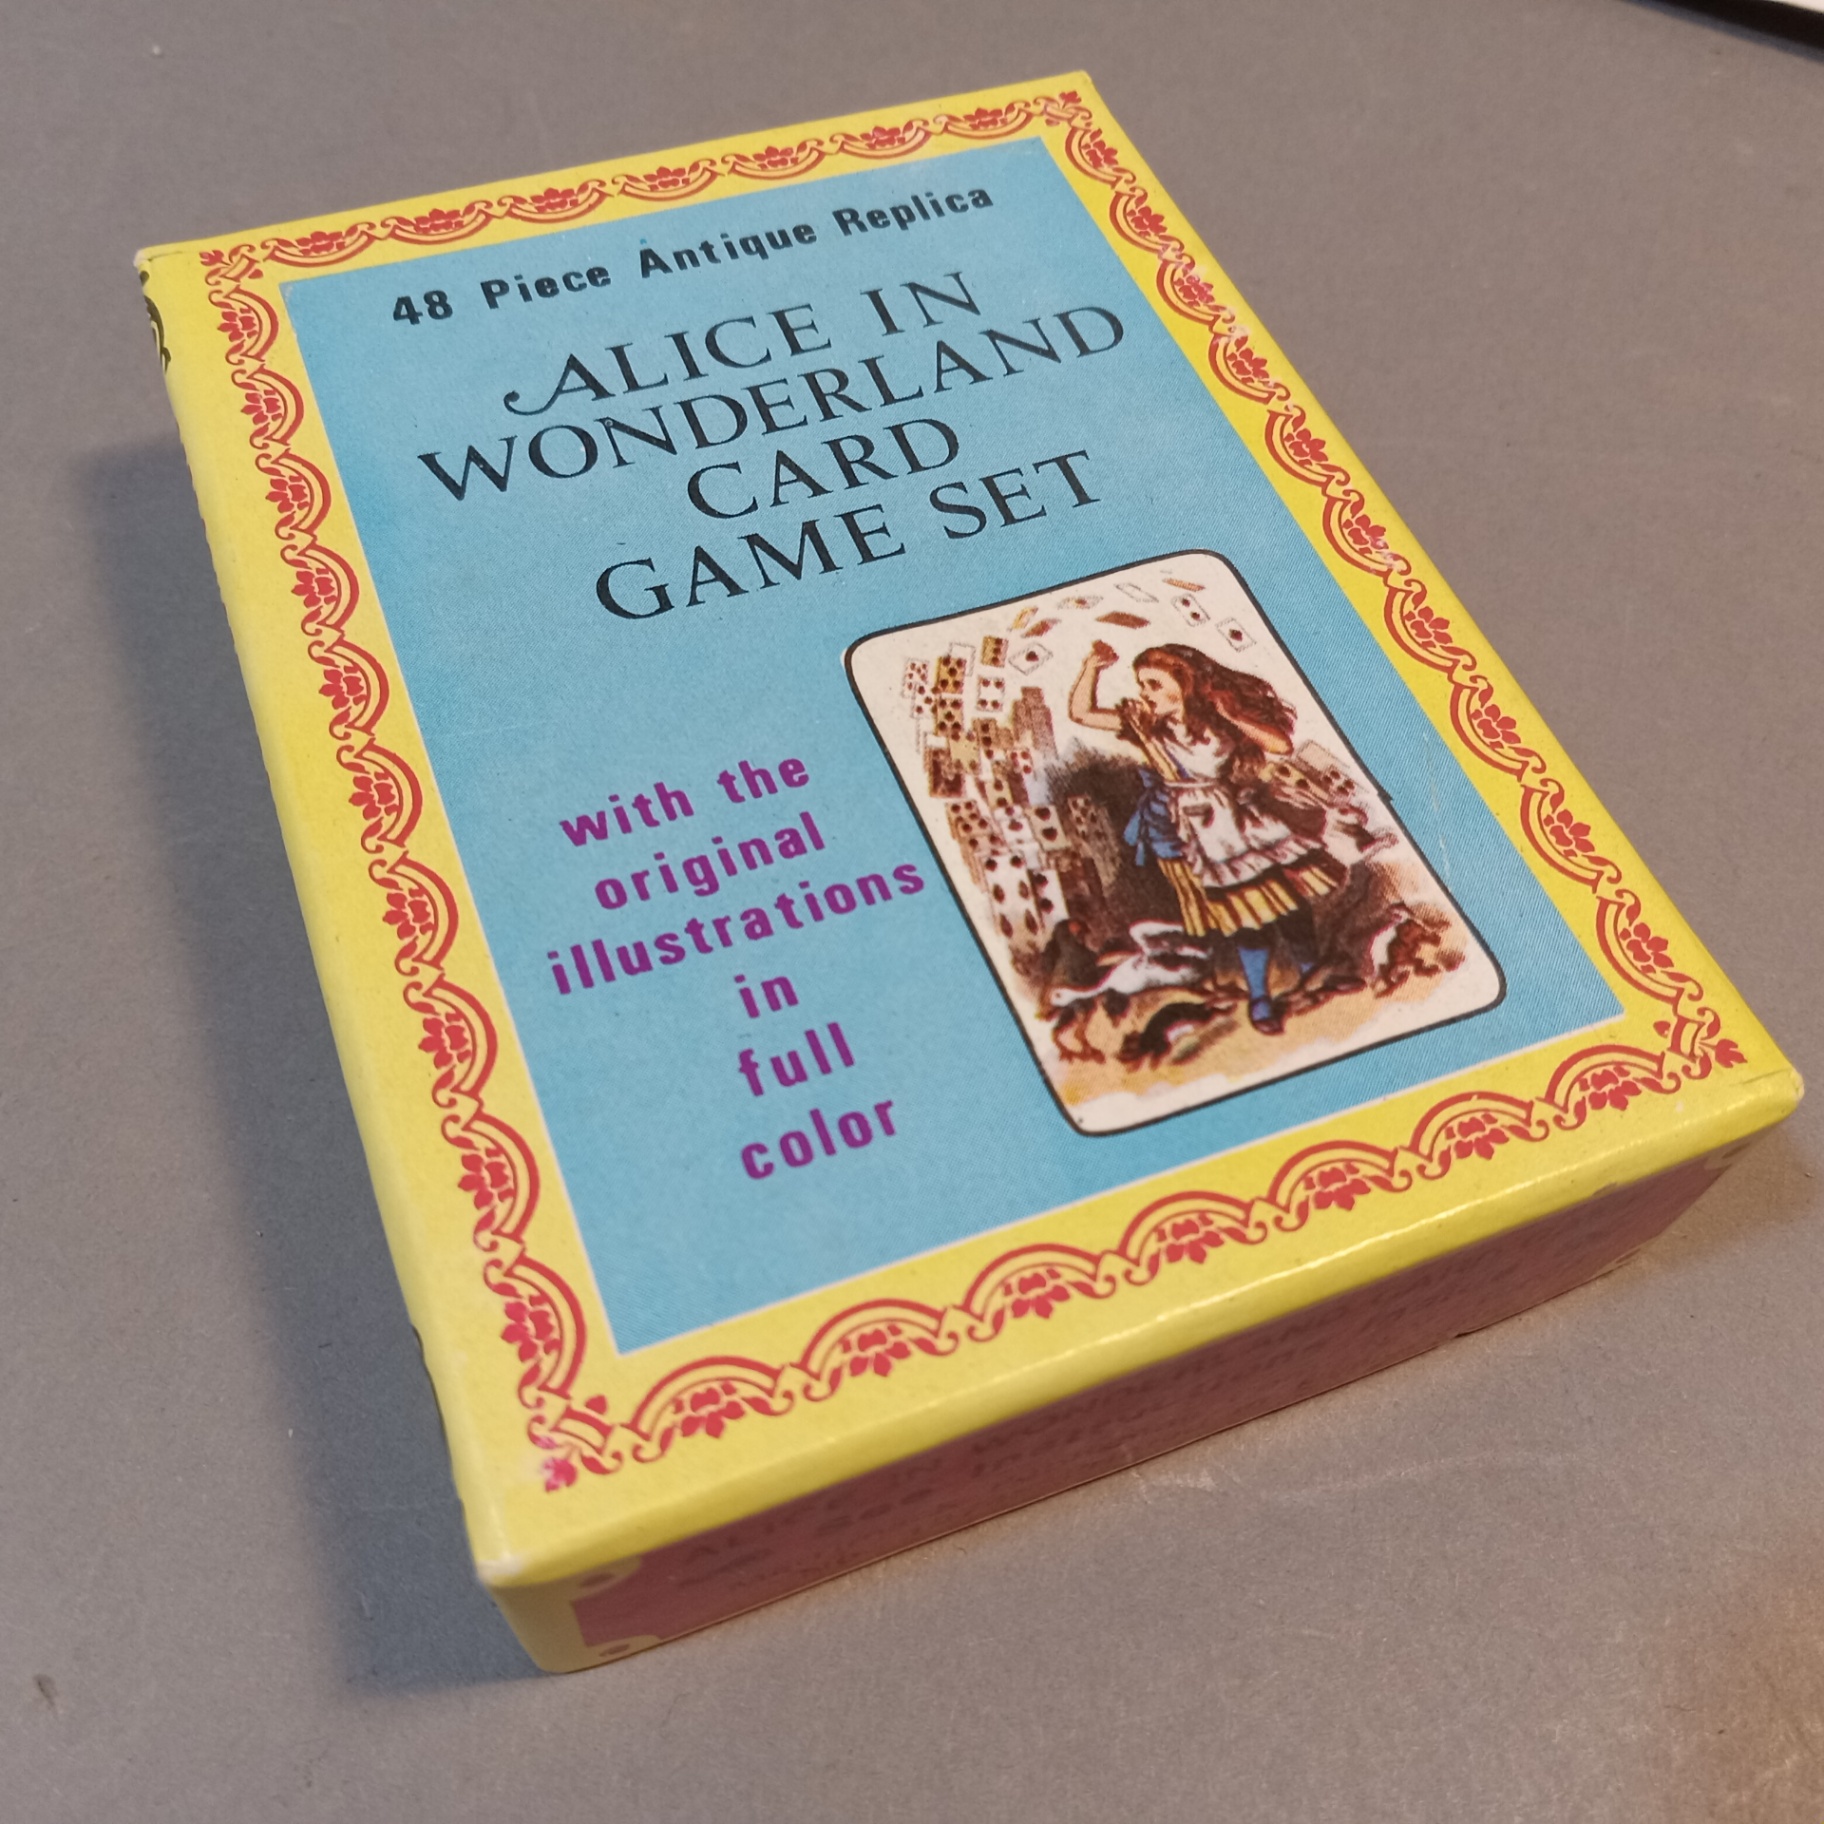 48 Piece Antique Replica
ALICE IN
WONDERLAND
CARD
GAME SET
with the
original
illustrations
in
full
color